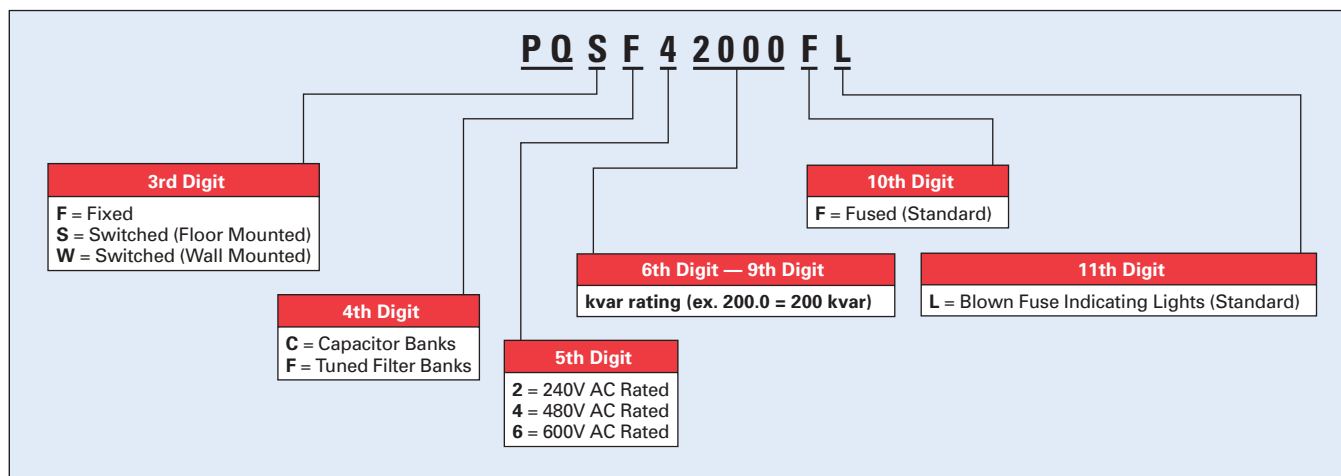 PQSF42000FL
3rd Digit
F = Fixed
S = Switched (Floor Mounted)
W = Switched (Wall Mounted)
4th Digit
C = Capacitor Banks
F = Tuned Filter Banks
5th Digit
2 = 240V AC Rated
4 = 480V AC Rated
6 = 600V AC Rated
6th Digit — 9th Digit
kvar rating (ex. 200.0 = 200 kvar)
10th Digit
F = Fused (Standard)
11th Digit
L = Blown Fuse Indicating Lights (Standard)